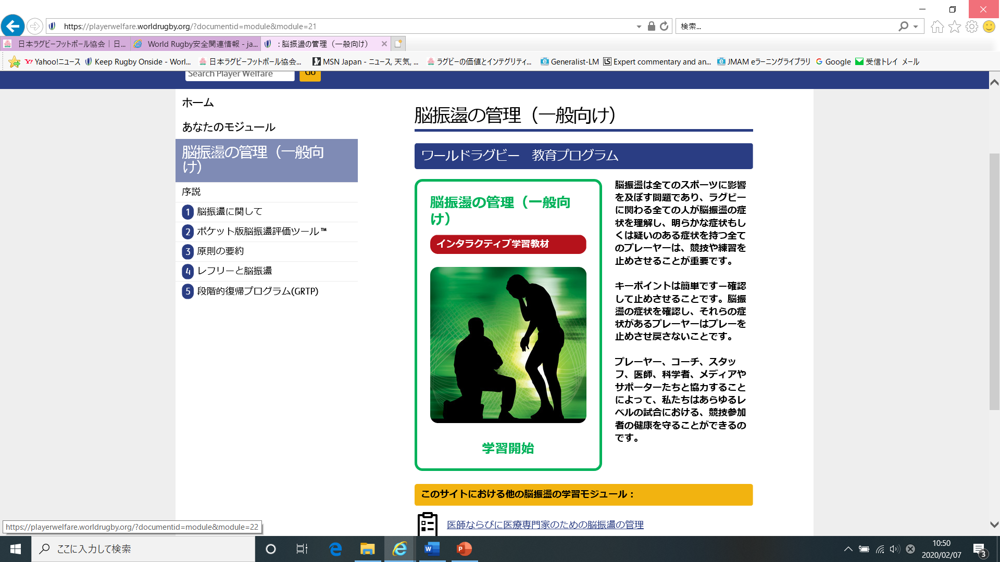 https://playerwelfare.worldrugby.org/?documentid=module&module=21
検索...
日本ラグビーフットボール協会｜日...
World Rugby安全関連情報 - ja...
: 脳振盪の管理（一般向け）
Yahoo!ニュース
Keep Rugby Onside - Worl...
日本ラグビーフットボール協会...
MSN Japan - ニュース, 天気, ...
ラグビーの価値とインテグリティ...
Generalist-LM
Expert commentary and an...
JMAM eラーニングライブラリ
Google
受信トレイ メール
Search Player Welfare
Go
ホーム
あなたのモジュール
脳振盪の管理（一般向
け）
序説
1 脳振盪に関して
2 ポケット版脳振盪評価ツール™
3 原則の要約
4 レフリーと脳振盪
5 段階的復帰プログラム(GRTP)
脳振盪の管理（一般向け）
ワールドラグビー　教育プログラム
脳振盪の管理（一般向
け）
インタラクティブ学習教材
学習開始
脳振盪は全てのスポーツに影響
を及ぼす問題であり、ラグビー
に関わる全ての人が脳振盪の症
状を理解し、明らかな症状もし
くは疑いのある症状を持つ全て
のプレーヤーは、競技や練習を
止めさせることが重要です。
キーポイントは簡単ですー確認
して止めさせることです。脳振
盪の症状を確認し、それらの症
状があるプレーヤーはプレーを
止めさせ戻さないことです。
プレーヤー、コーチ、スタッ
フ、医師、科学者、メディアや
サポーターたちと協力すること
によって、私たちはあらゆるレ
ベルの試合における、競技参加
者の健康を守ることができるの
です。
このサイトにおける他の脳振盪の学習モジュール：
医師ならびに医療専門家のための脳振盪の管理
https://playerwelfare.worldrugby.org/?documentid=module&module=22
ここに入力して検索
10:50
2020/02/07
3